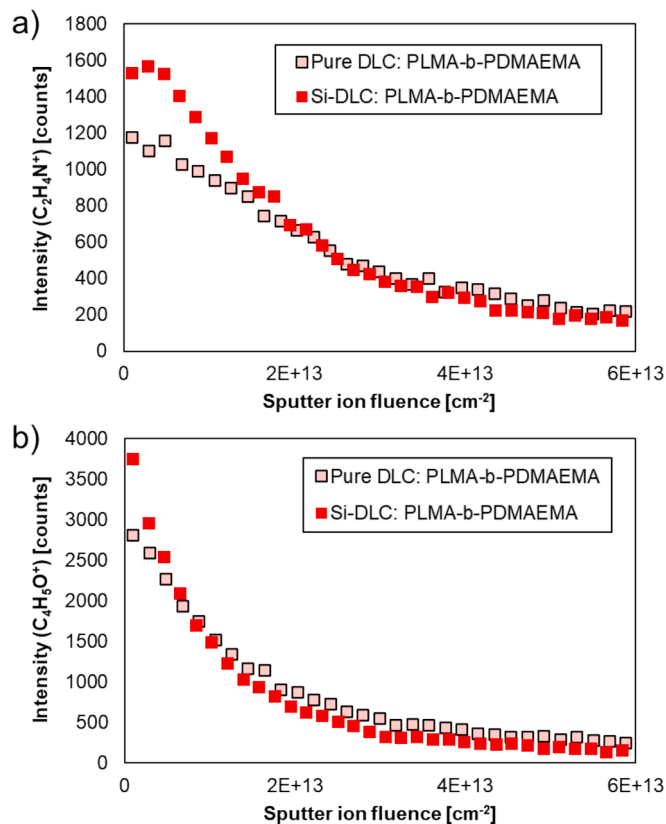 a)
Intensity (C₂H₄N⁺) [counts]
1800
1600
1400
1200
1000
800
600
400
200
0
Pure DLC: PLMA-b-PDMAEMA
Si-DLC: PLMA-b-PDMAEMA
0 2E+13 4E+13 6E+13
Sputter ion fluence [cm⁻²]
b)
Intensity (C₄H₅O⁺) [counts]
4000
3500
3000
2500
2000
1500
1000
500
0
Pure DLC: PLMA-b-PDMAEMA
Si-DLC: PLMA-b-PDMAEMA
0 2E+13 4E+13 6E+13
Sputter ion fluence [cm⁻²]